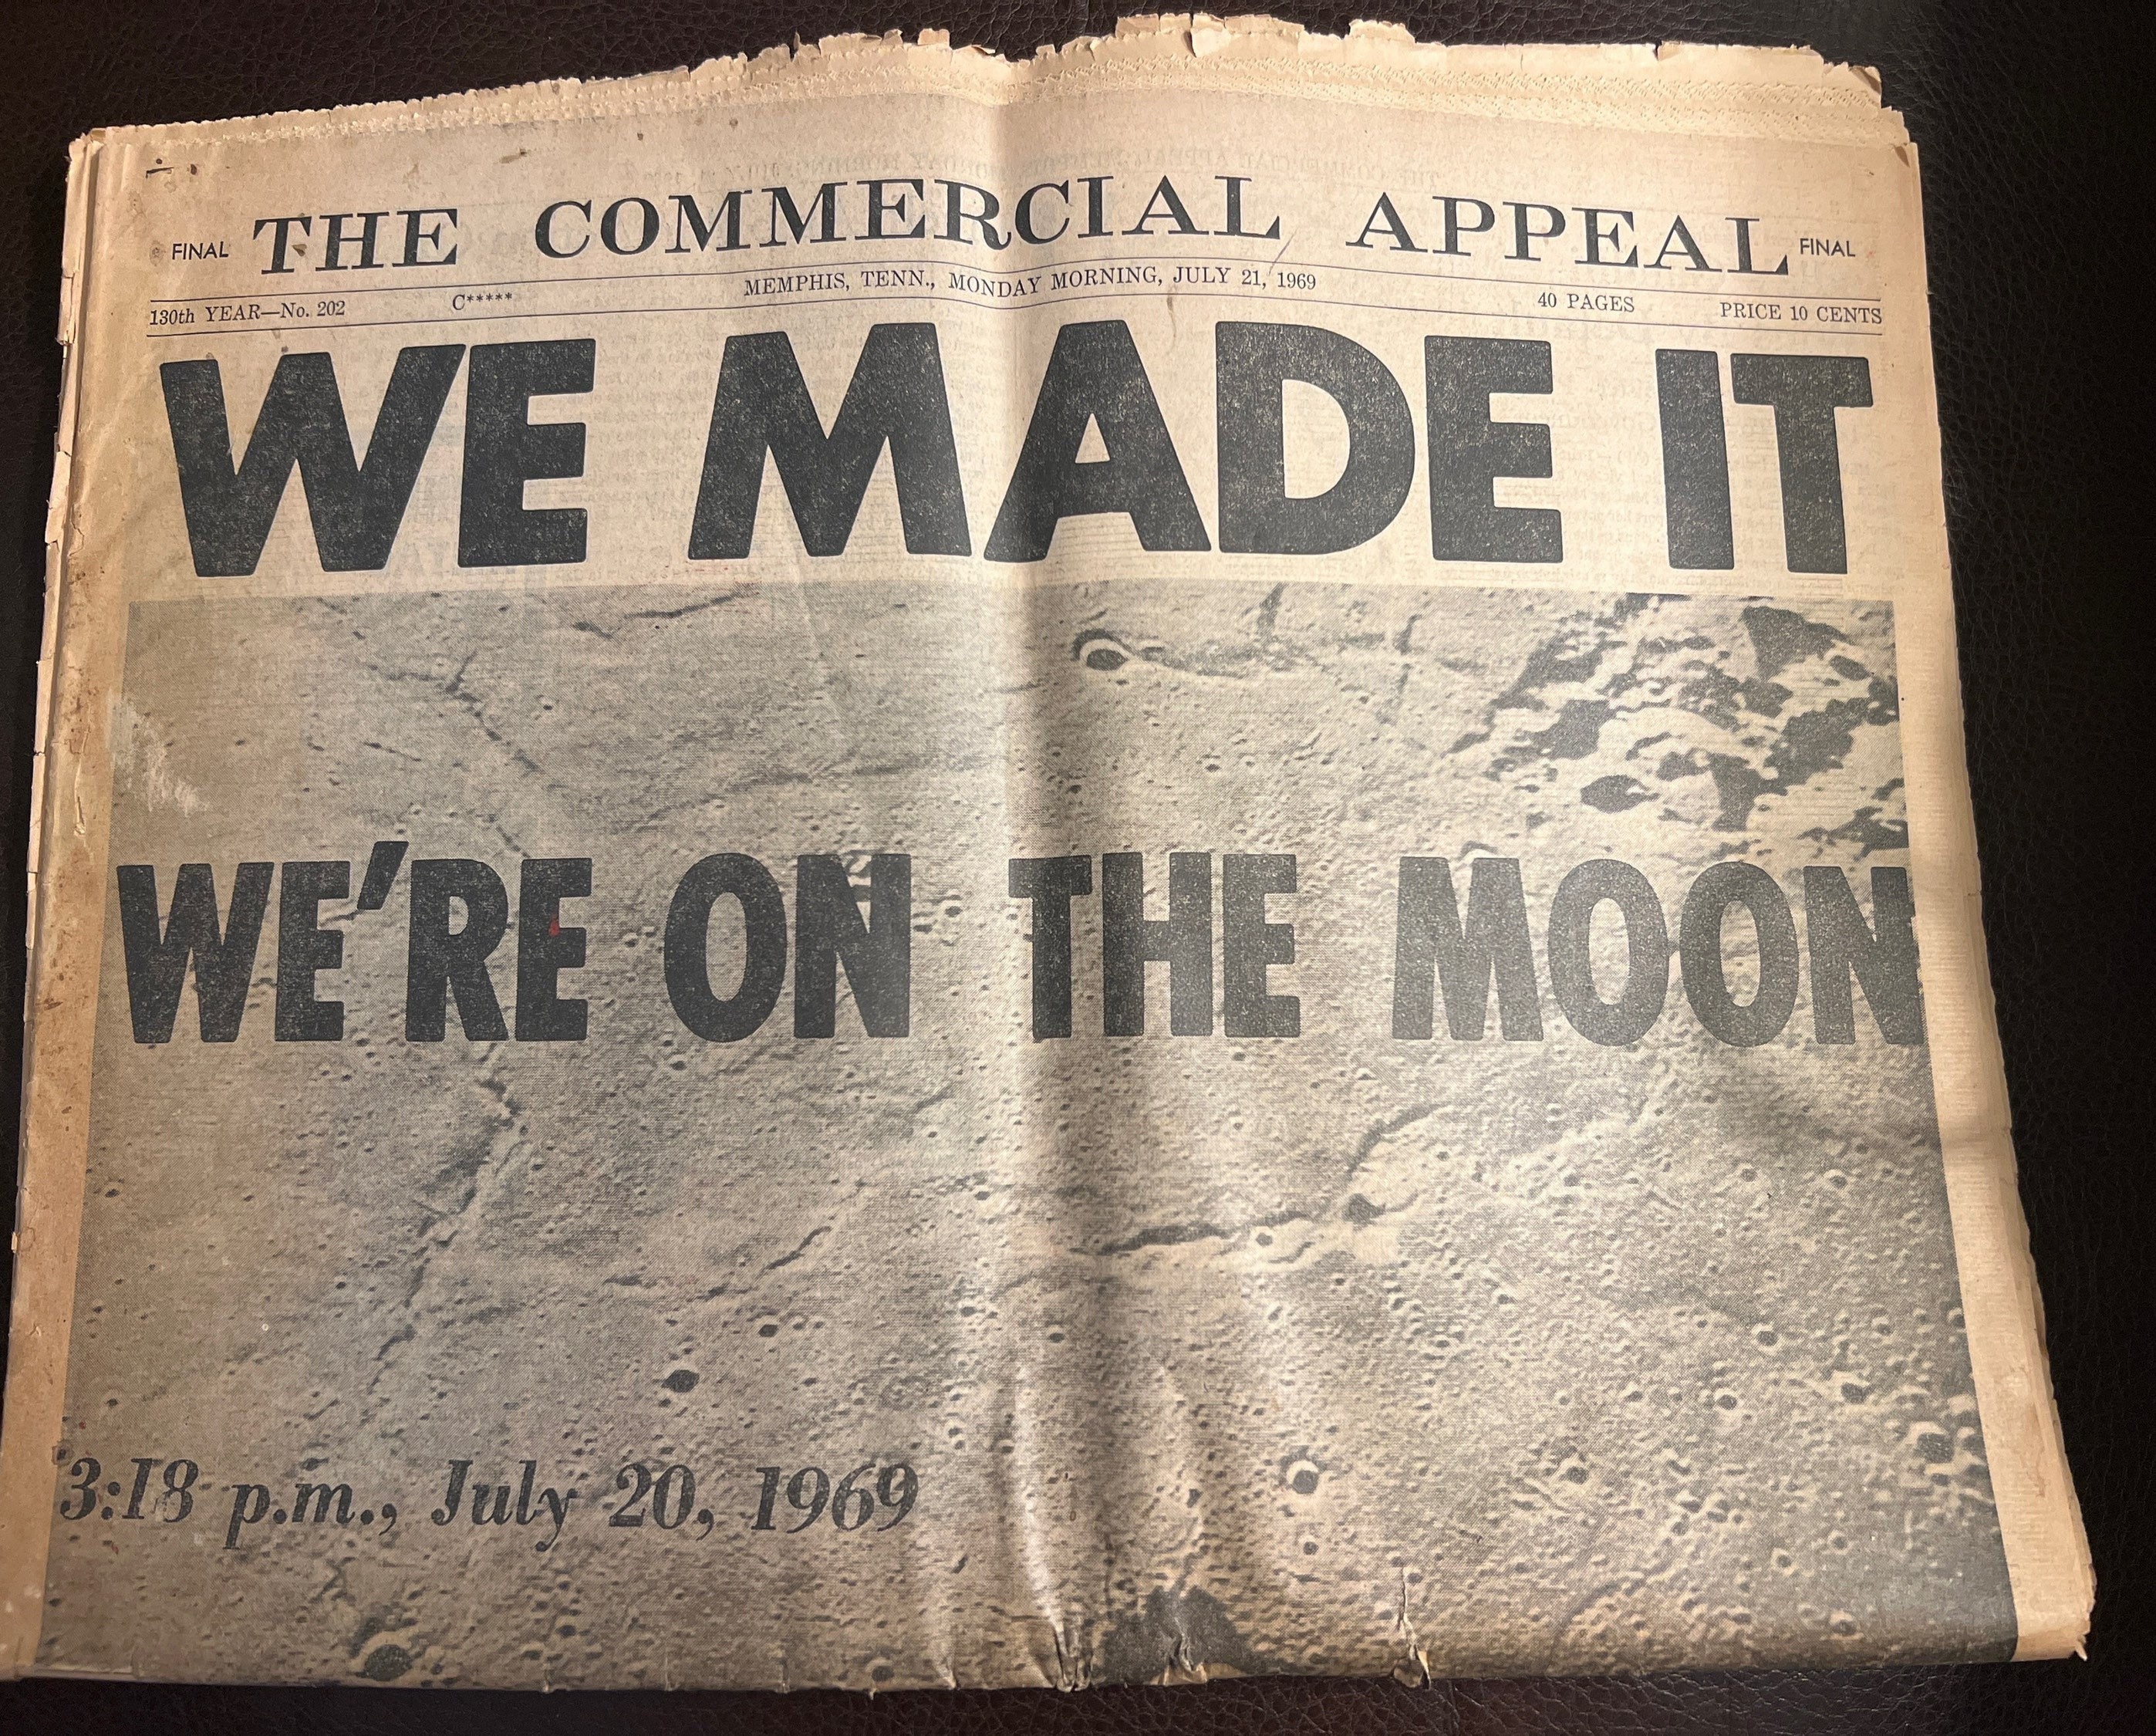 FINAL THE COMMERCIAL APPEAL FINAL
130th YEAR—No. 202 C***** MEMPHIS, TENN., MONDAY MORNING, JULY 21, 1969 40 PAGES PRICE 10 CENTS
WE MADE IT
WE'RE ON THE MOON
3:18 p.m., July 20, 1969